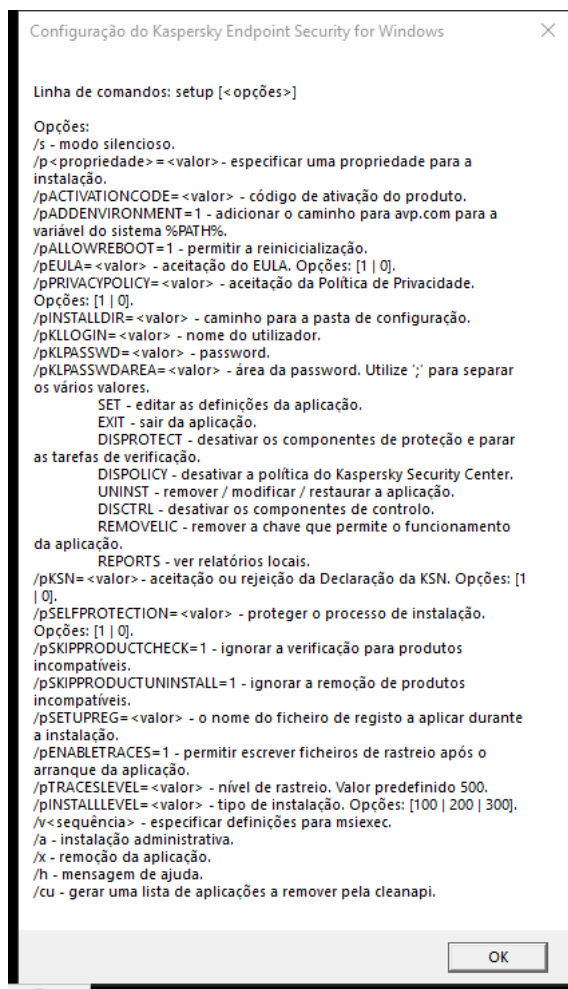 Configuração do Kaspersky Endpoint Security for Windows
Linha de comandos: setup [<opções>]
Opções:
/s - modo silencioso.
/p<propriedade>=<valor>- especificar uma propriedade para a
instalação.
/pACTIVATIONCODE=<valor> - código de ativação do produto.
/pADDENVIRONMENT=1 - adicionar o caminho para avp.com para a
variável do sistema %PATH%.
/pALLOWREBOOT=1 - permitir a reinicicialização.
/pEULA=<valor> - aceitação do EULA. Opções: [1 | 0].
/pPRIVACYPOLICY=<valor> - aceitação da Política de Privacidade.
Opções: [1 | 0].
/pINSTALLDIR=<valor> - caminho para a pasta de configuração.
/pKLLOGIN=<valor> - nome do utilizador.
/pKLPASSWD=<valor> - password.
/pKLPASSWDAREA=<valor> - área da password. Utilize ';' para separar
os vários valores.
SET - editar as definições da aplicação.
EXIT - sair da aplicação.
DISPROTECT - desativar os componentes de proteção e parar
as tarefas de verificação.
DISPOLICY - desativar a política do Kaspersky Security Center.
UNINST - remover / modificar / restaurar a aplicação.
DISCTRL - desativar os componentes de controlo.
REMOVELIC - remover a chave que permite o funcionamento
da aplicação.
REPORTS - ver relatórios locais.
/pKSN=<valor>- aceitação ou rejeição da Declaração da KSN. Opções: [1
| 0].
/pSELFPROTECTION=<valor> - proteger o processo de instalação.
Opções: [1 | 0].
/pSKIPPRODUCTCHECK=1 - ignorar a verificação para produtos
incompatíveis.
/pSKIPPRODUCTUNINSTALL=1 - ignorar a remoção de produtos
incompatíveis.
/pSETUPREG=<valor> - o nome do ficheiro de registo a aplicar durante
a instalação.
/pENABLETRACES=1 - permitir escrever ficheiros de rastreio após o
arranque da aplicação.
/pTRACESLEVEL=<valor> - nível de rastreio. Valor predefinido 500.
/pINSTALLLEVEL=<valor> - tipo de instalação. Opções: [100 | 200 | 300].
/v<sequência> - especificar definições para msiexec.
/a - instalação administrativa.
/x - remoção da aplicação.
/h - mensagem de ajuda.
/cu - gerar uma lista de aplicações a remover pela cleanapi.
OK